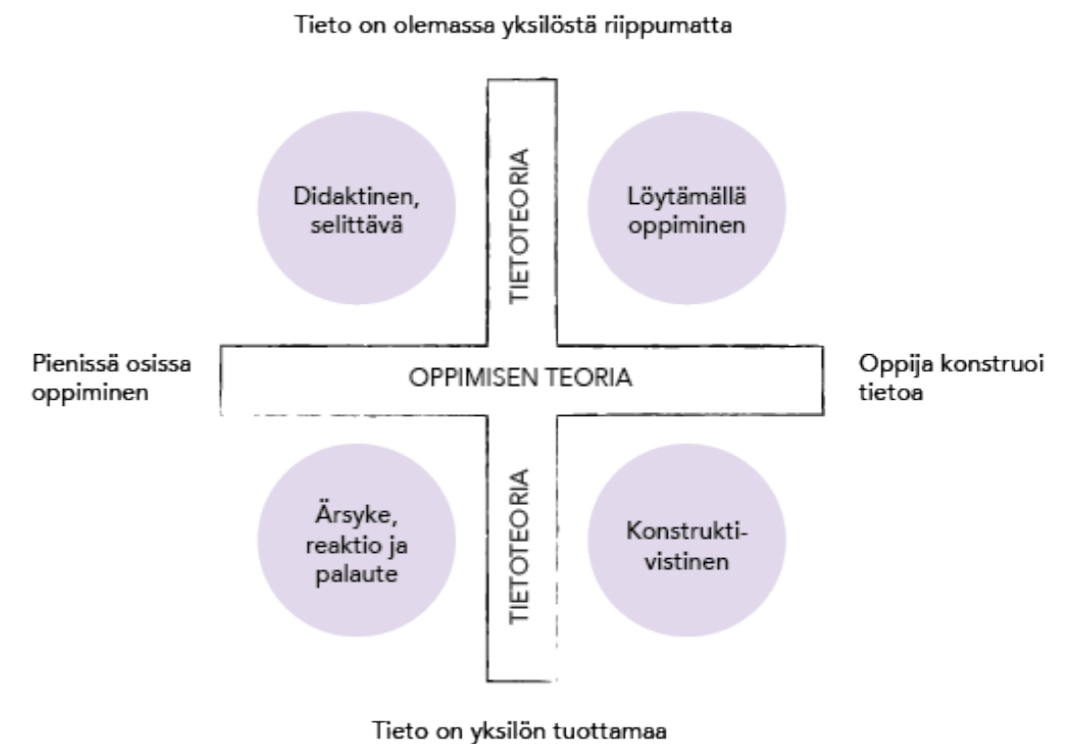 Tieto on olemassa yksilöstä riippumatta
TIETOTEORIA
Didaktinen,
selittävä
Löytämällä
oppiminen
Pienissä osissa
oppiminen
OPPIMISEN TEORIA
Oppija konstruoi
tietoa
Ärsyke,
reaktio ja
palaute
TIETOTEORIA
Konstrukti-
vistinen
Tieto on yksilön tuottamaa